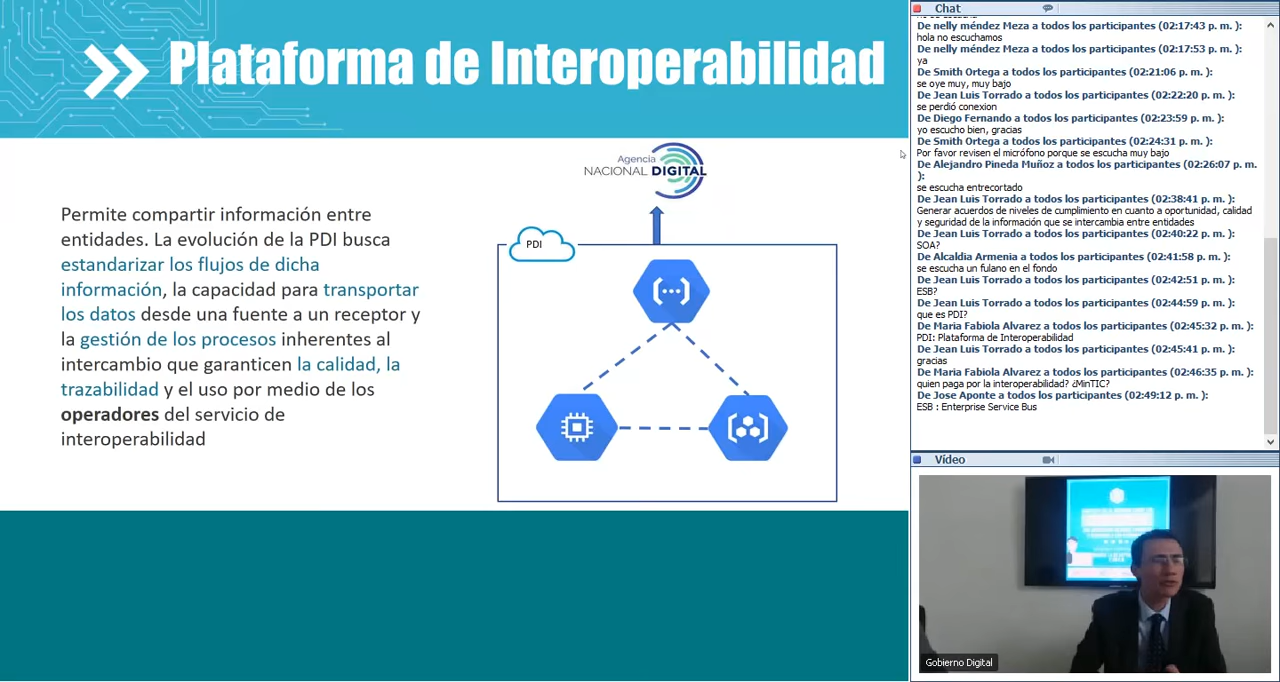 Plataforma de Interoperabilidad
Agencia
NACIONAL DIGITAL
Permite compartir información entre
entidades. La evolución de la PDI busca
estandarizar los flujos de dicha
información, la capacidad para transportar
los datos desde una fuente a un receptor y
la gestión de los procesos inherentes al
intercambio que garanticen la calidad, la
trazabilidad y el uso por medio de los
operadores del servicio de
interoperabilidad
PDI
Chat
De nelly méndez Meza a todos los participantes (02:17:43 p. m. ):
hola no escuchamos
De nelly méndez Meza a todos los participantes (02:17:53 p. m. ):
ya
De Smith Ortega a todos los participantes (02:21:06 p. m. ):
se oye muy, muy bajo
De Jean Luis Torrado a todos los participantes (02:22:20 p. m. ):
se perdió conexion
De Diego Fernando a todos los participantes (02:23:59 p. m. ):
yo escucho bien, gracias
De Smith Ortega a todos los participantes (02:24:31 p. m. ):
Por favor revisen el micrófono porque se escucha muy bajo
De Alejandro Pineda Muñoz a todos los participantes (02:26:07 p. m.
):
se escucha entrecortado
De Jean Luis Torrado a todos los participantes (02:38:41 p. m. ):
Generar acuerdos de niveles de cumplimiento en cuanto a oportunidad, calidad
y seguridad de la información que se intercambia entre entidades
De Jean Luis Torrado a todos los participantes (02:40:22 p. m. ):
SOA?
De Alcaldia Armenia a todos los participantes (02:41:58 p. m. ):
se escucha un fulano en el fondo
De Jean Luis Torrado a todos los participantes (02:42:51 p. m. ):
ESB?
De Jean Luis Torrado a todos los participantes (02:44:59 p. m. ):
que es PDI?
De Maria Fabiola Alvarez a todos los participantes (02:45:32 p. m. ):
PDI: Plataforma de Interoperabilidad
De Jean Luis Torrado a todos los participantes (02:45:41 p. m. ):
gracias
De Maria Fabiola Alvarez a todos los participantes (02:46:35 p. m. ):
quien paga por la interoperabilidad? ¿MinTIC?
De Jose Aponte a todos los participantes (02:49:12 p. m. ):
ESB : Enterprise Service Bus
Vídeo
Gobierno Digital